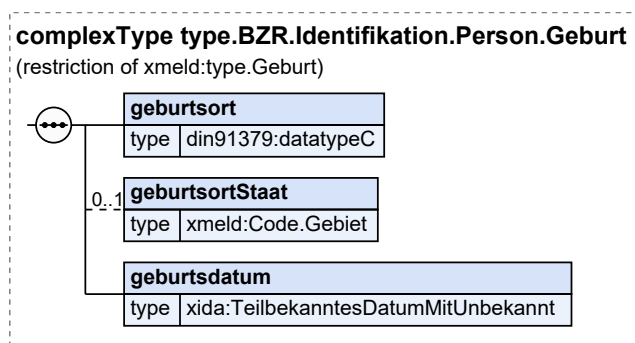 complexType type.BZR.Identifikation.Person.Geburt
(restriction of xmeld:type.Geburt)
geburtsort
type din91379:datatypeC
0..1 geburtsortStaat
type xmeld:Code.Gebiet
geburtsdatum
type xida:TeilbekanntesDatumMitUnbekannt